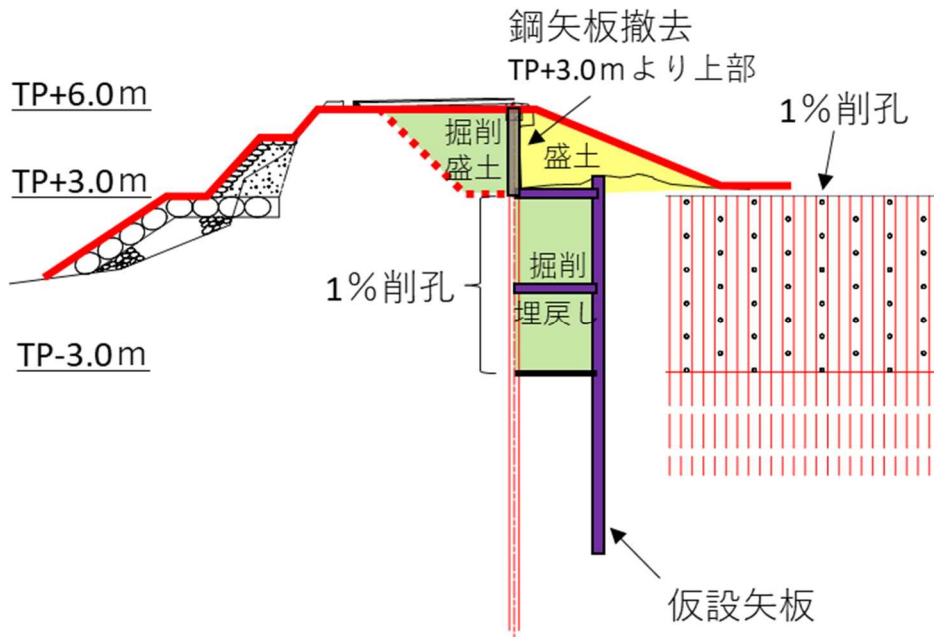 鋼矢板撤去
TP+3.0mより上部
TP+6.0m
1%削孔
掘削
盛土
盛土
TP+3.0m
1%削孔
掘削
埋戻し
TP-3.0m
仮設矢板